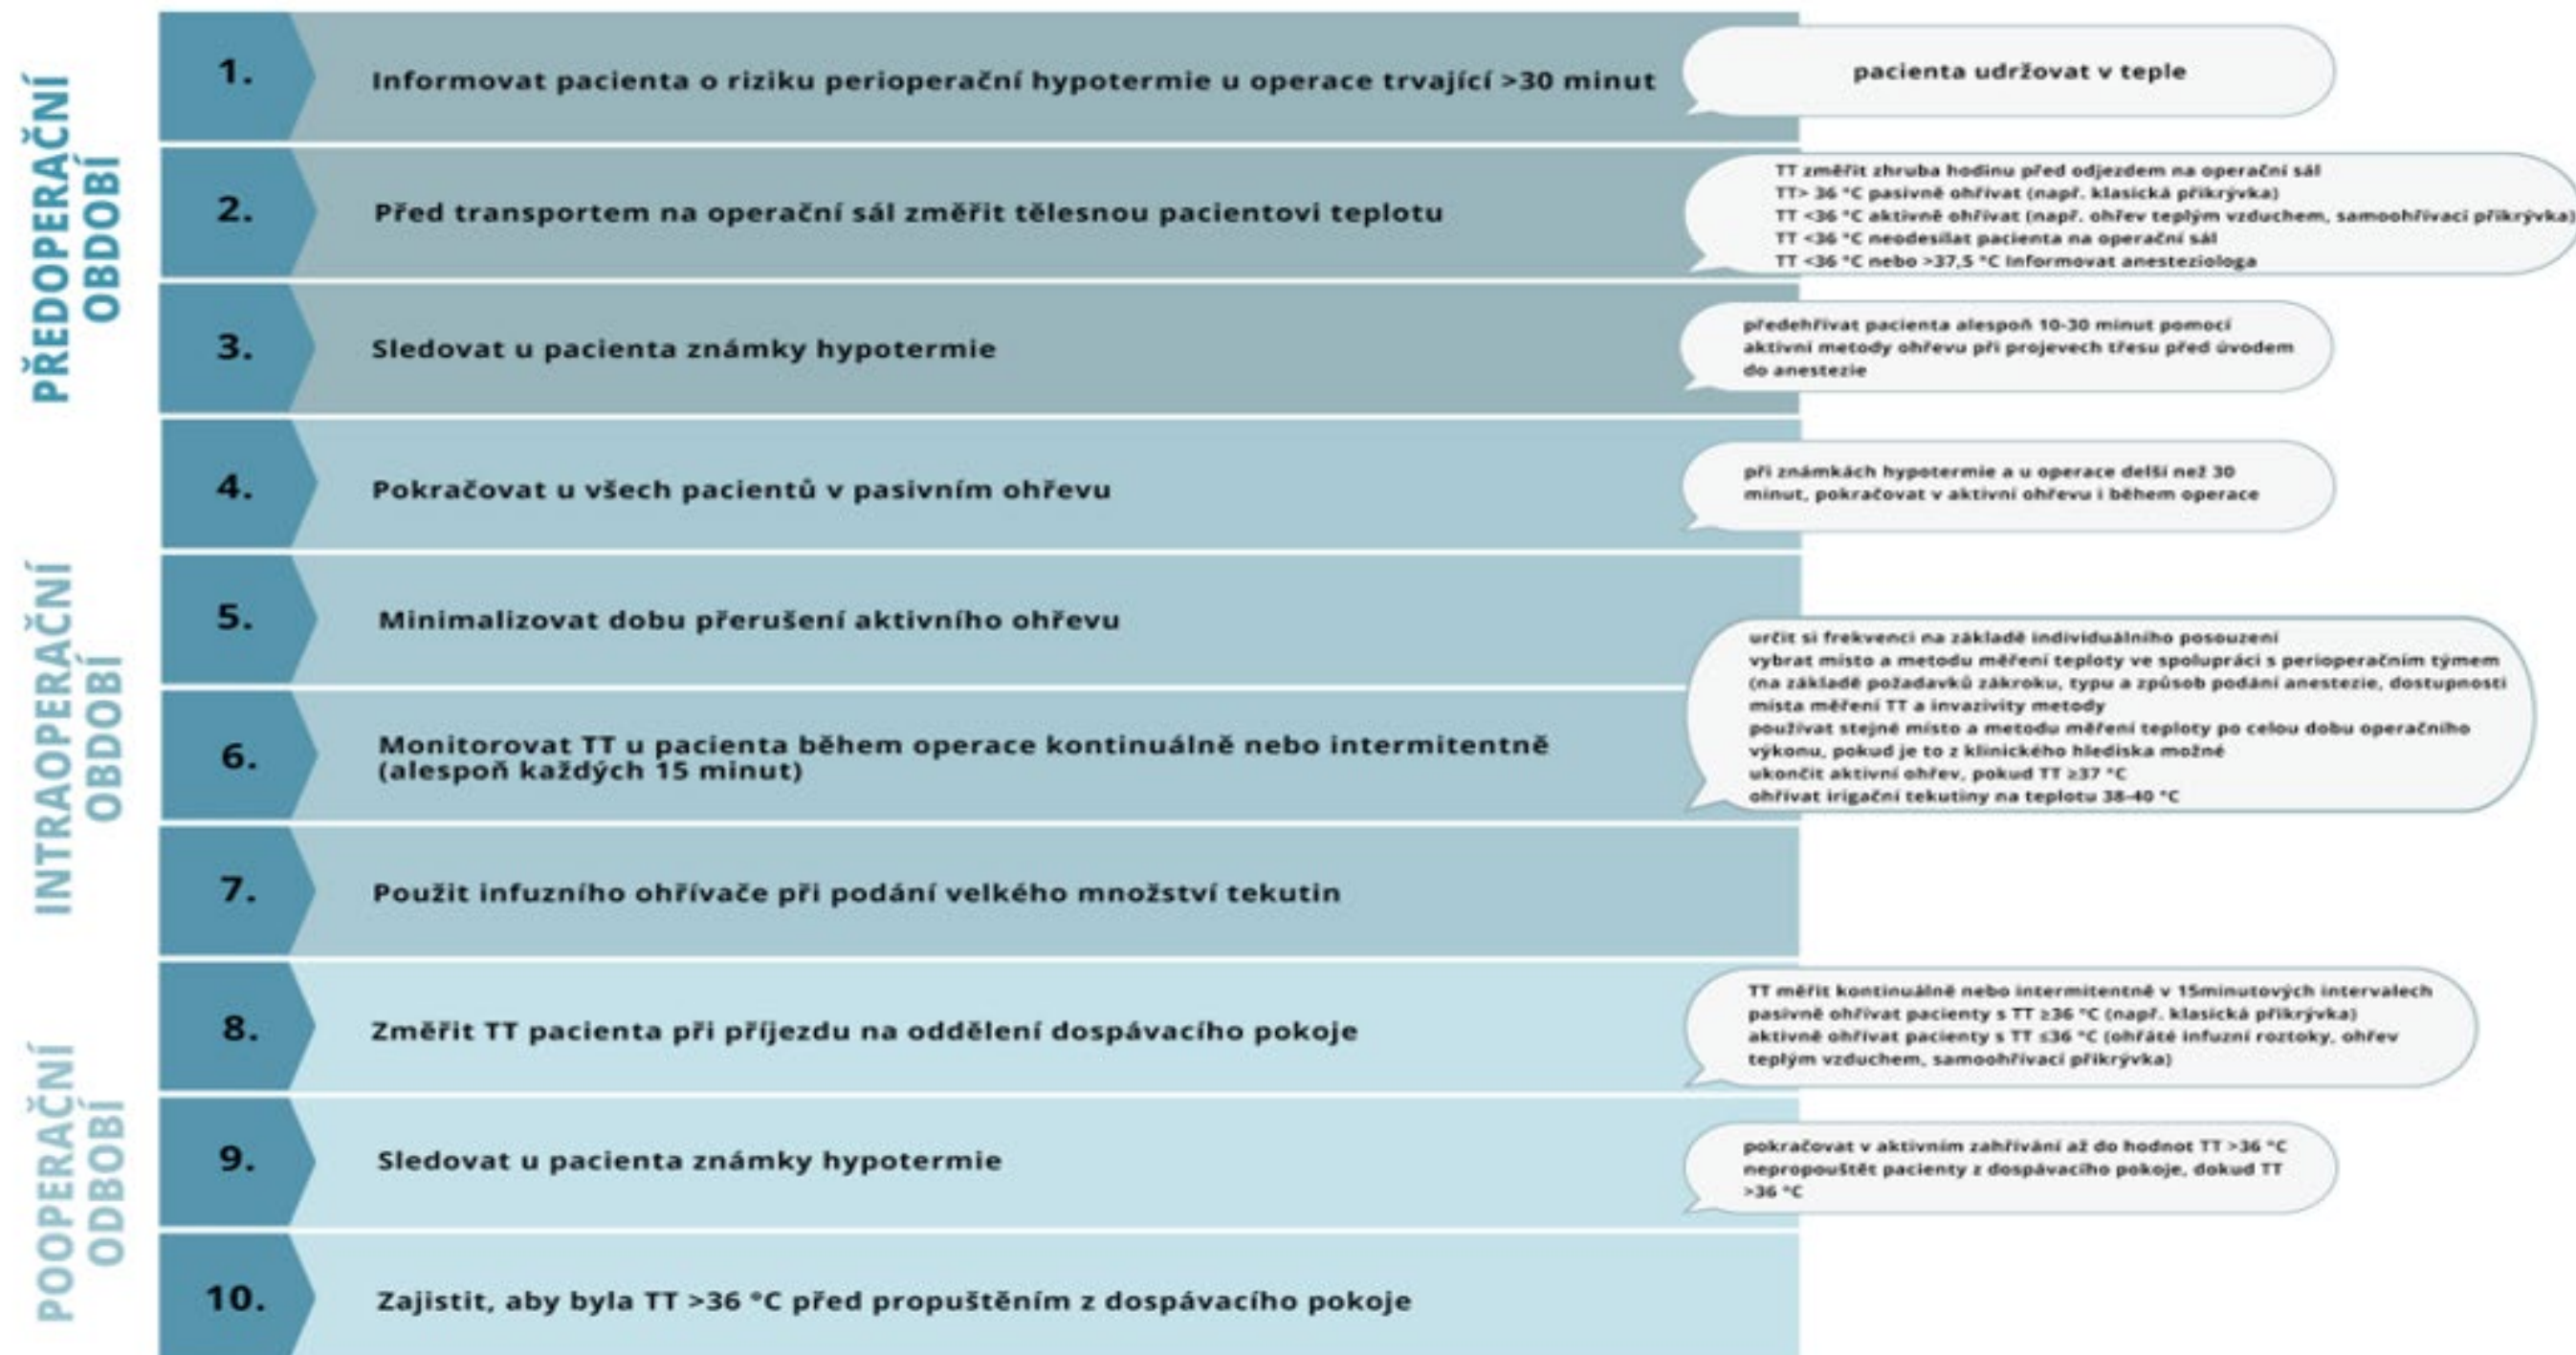 PŘEDOPERAČNÍ
OBDOBÍ
1.
Informovat pacienta o riziku perioperační hypotermie u operace trvající >30 minut
pacienta udržovat v teple
2.
Před transportem na operační sál změřit tělesnou pacientovi teplotu
TT změřit zhruba hodinu před odjezdem na operační sál
TT> 36 °C pasivně ohřívat (např. klasická přikrývka)
TT <36 °C aktivně ohřívat (např. ohřev teplým vzduchem, samoohřívací přikrývka)
TT <36 °C neodesílat pacienta na operační sál
TT <36 °C nebo >37,5 °C Informovat anesteziologa
3.
Sledovat u pacienta známky hypotermie
předehřívat pacienta alespoň 10-30 minut pomocí
aktivní metody ohřevu při projevech třesu před úvodem
do anestezie
INTRAOPERAČNÍ
OBDOBÍ
4.
Pokračovat u všech pacientů v pasivním ohřevu
při známkách hypotermie a u operace delší než 30
minut, pokračovat v aktivní ohřevu i během operace
5.
Minimalizovat dobu přerušení aktivního ohřevu
6.
Monitorovat TT u pacienta během operace kontinuálně nebo intermitentně
(alespoň každých 15 minut)
určit si frekvenci na základě individuálního posouzení
vybrat místo a metodu měření teploty ve spolupráci s perioperačním týmem
(na základě požadavků zákroku, typu a způsob podání anestezie, dostupnosti
místa měření TT a invazivity metody
používat stejné místo a metodu měření teploty po celou dobu operačního
výkonu, pokud je to z klinického hlediska možné
ukončit aktivní ohřev, pokud TT ≥37 °C
ohřívat irigační tekutiny na teplotu 38-40 °C
7.
Použit infuzního ohřívače při podání velkého množství tekutin
POOPERAČNÍ
ODBOBÍ
8.
Změřit TT pacienta při příjezdu na oddělení dospávacího pokoje
TT měřit kontinuálně nebo intermitentně v 15minutových intervalech
pasivně ohřívat pacienty s TT ≥36 °C (např. klasická přikrývka)
aktivně ohřívat pacienty s TT ≤36 °C (ohřáté infuzní roztoky, ohřev
teplým vzduchem, samoohřívací přikrývka)
9.
Sledovat u pacienta známky hypotermie
pokračovat v aktivním zahřívání až do hodnot TT >36 °C
nepropouštět pacienty z dospávacího pokoje, dokud TT
>36 °C
10.
Zajistit, aby byla TT >36 °C před propuštěním z dospávacího pokoje